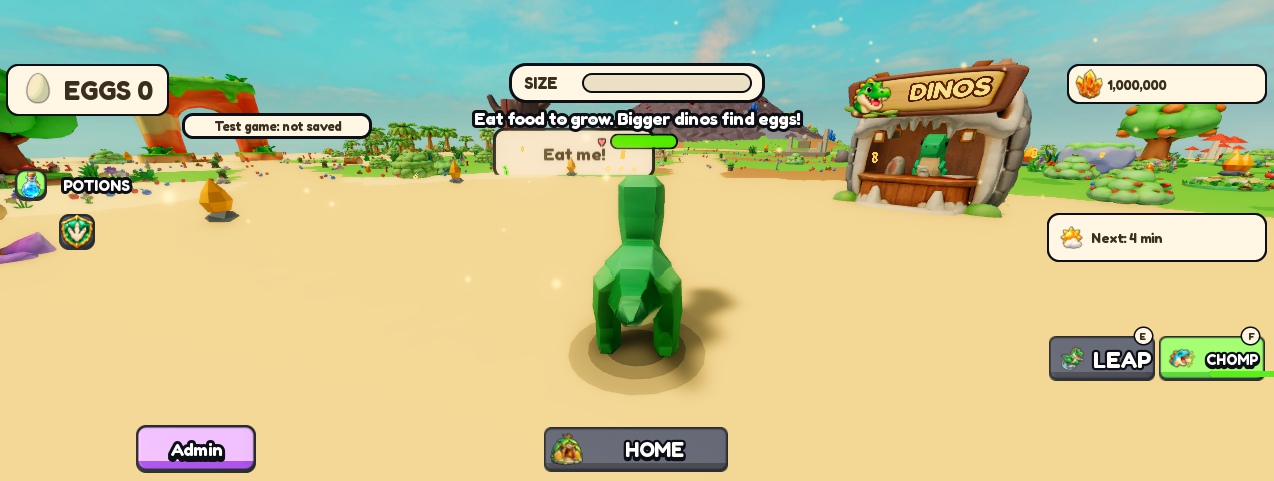 EGGS 0
SIZE
DINOS
1,000,000
Eat food to grow. Bigger dinos find eggs!
Test game: not saved
Eat me!
8
POTIONS
Next: 4 min
E
F
LEAP
CHOMP
Admin
HOME